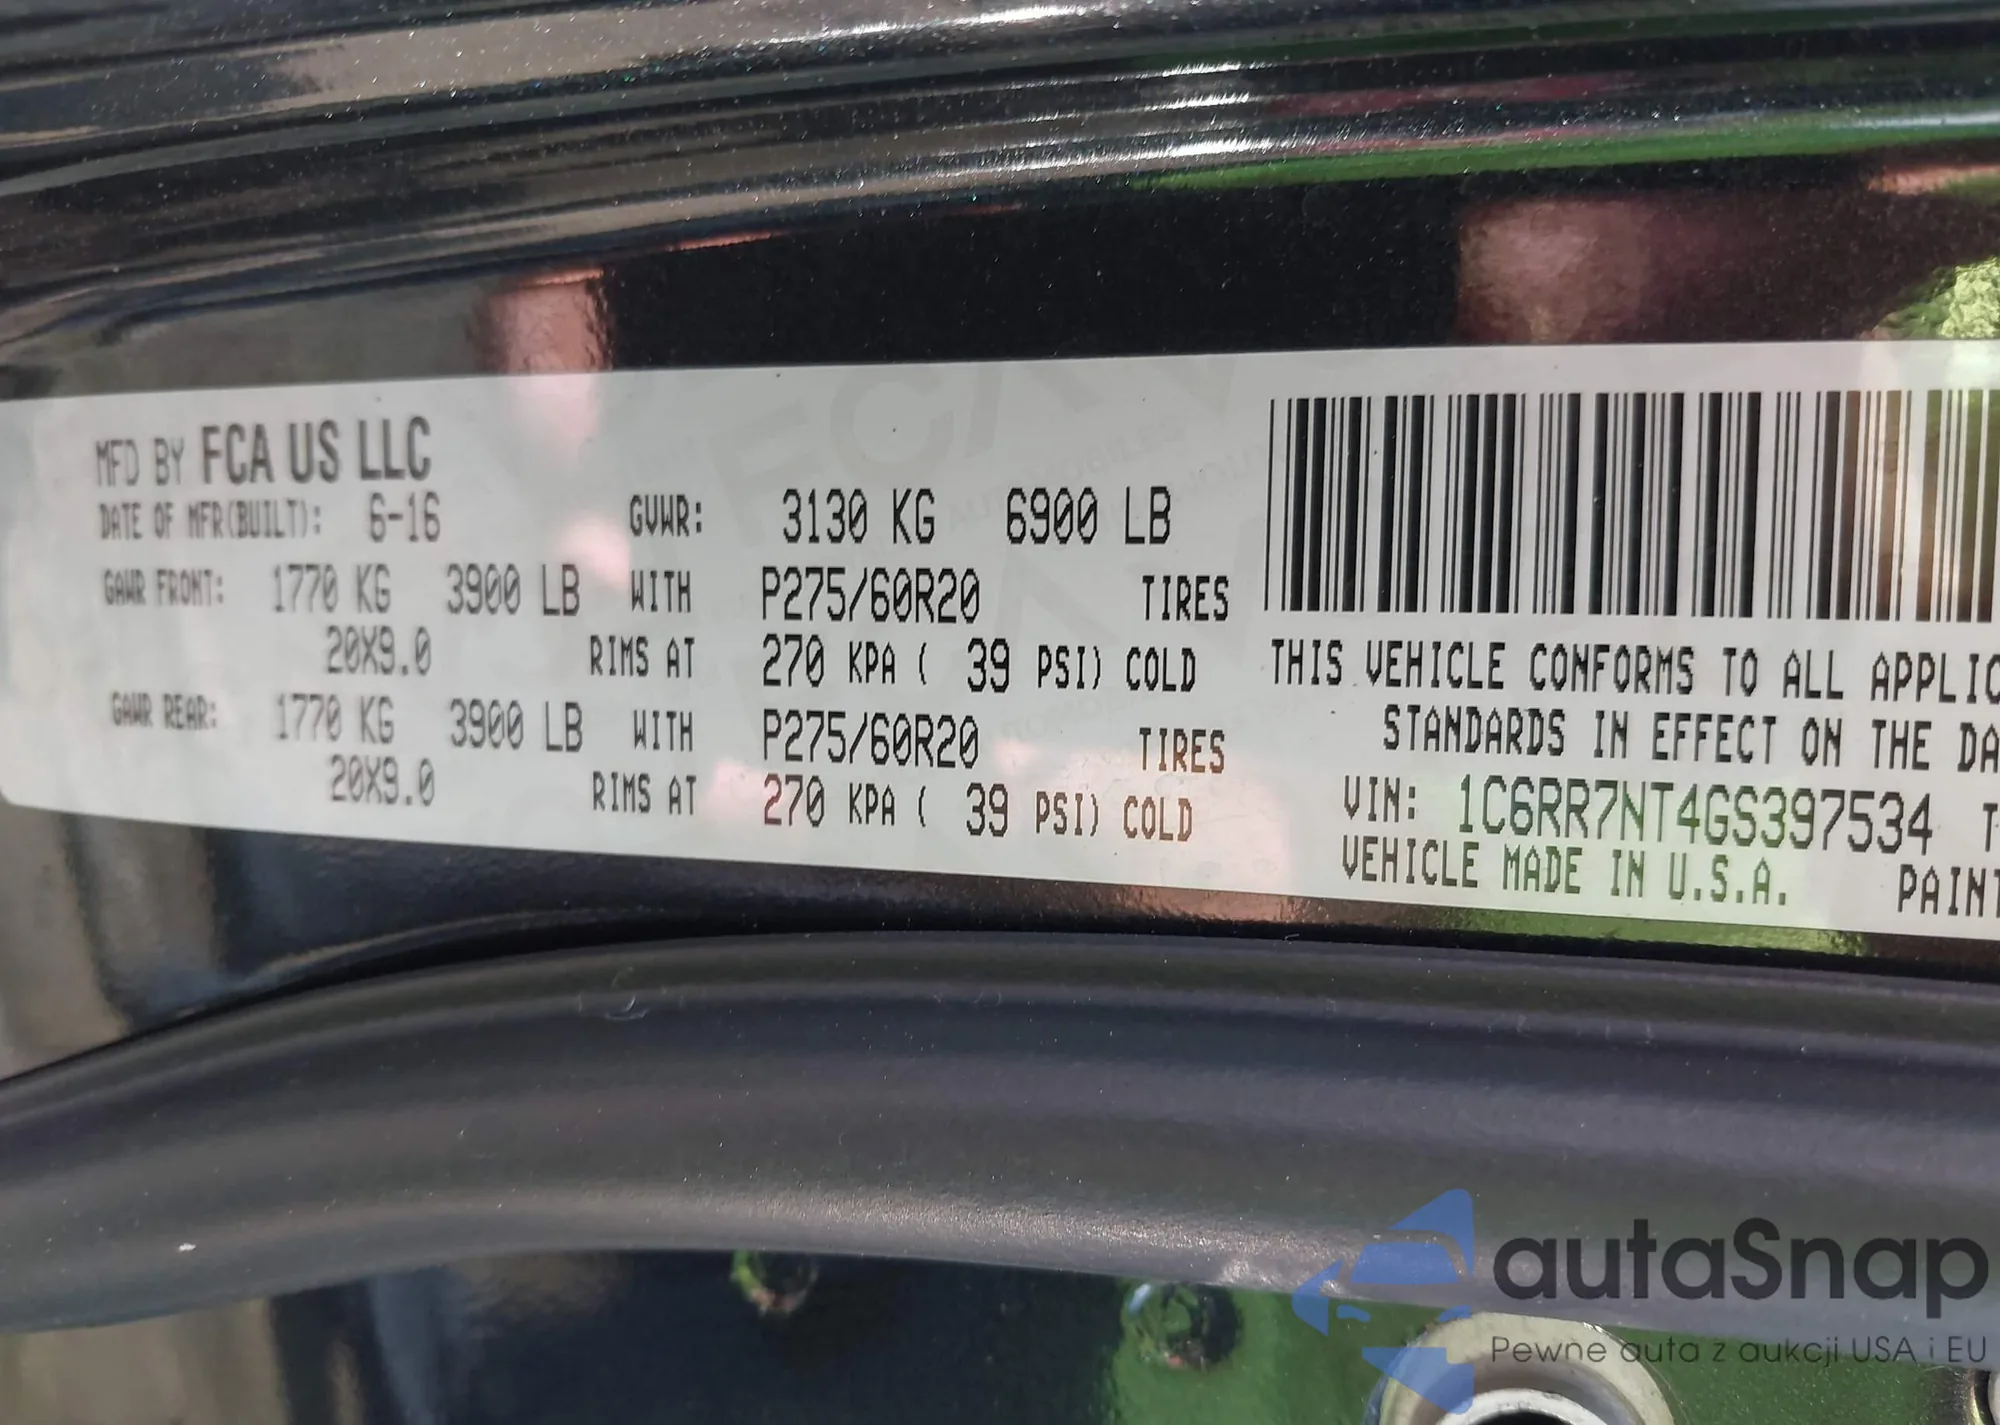 MFD BY FCA US LLC
DATE OF MFR(BUILT): 6-16 GVWR: 3130 KG 6900 LB
GAWR FRONT: 1770 KG 3900 LB WITH P275/60R20 TIRES
20X9.0 RIMS AT 270 KPA ( 39 PSI) COLD
GAWR REAR: 1770 KG 3900 LB WITH P275/60R20 TIRES
20X9.0 RIMS AT 270 KPA ( 39 PSI) COLD
THIS VEHICLE CONFORMS TO ALL APPLIC
STANDARDS IN EFFECT ON THE DA
VIN: 1C6RR7NT4GS397534 T
VEHICLE MADE IN U.S.A. PAINT
autaSnap
Pewne auta z aukcji USA i EU